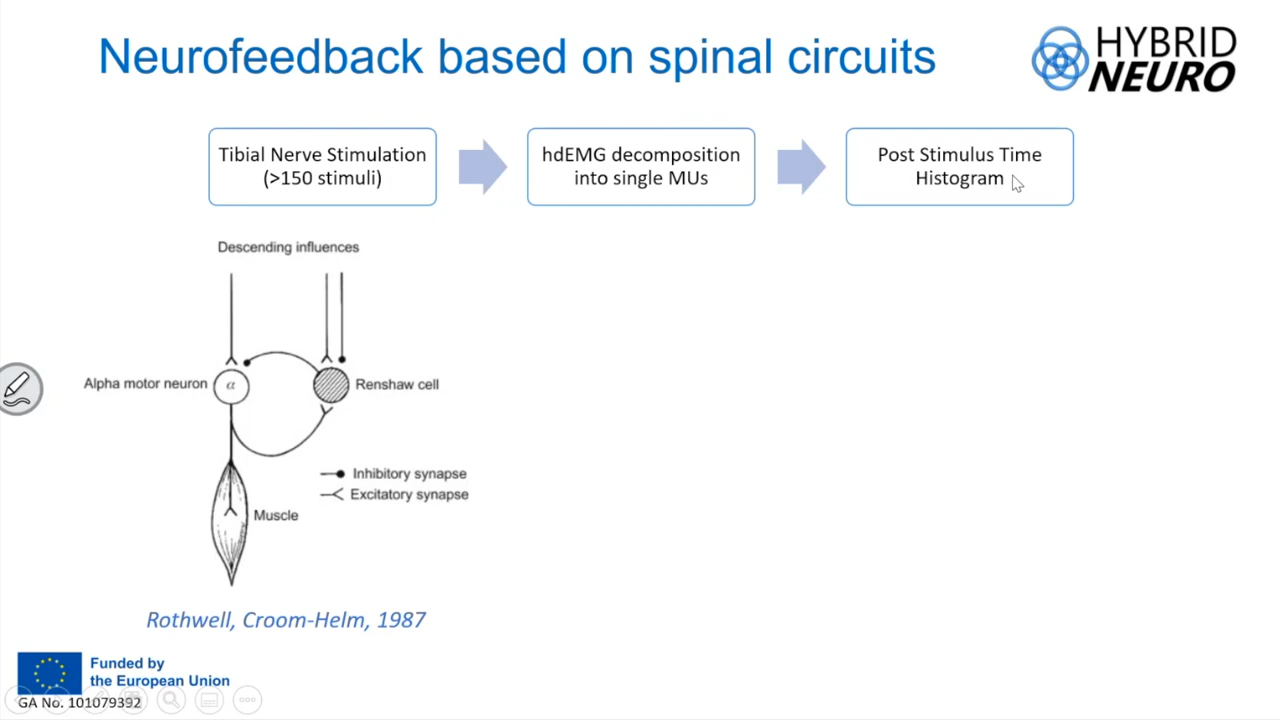 Neurofeedback based on spinal circuits
HYBRID
NEURO
Tibial Nerve Stimulation
(>150 stimuli)
hdEMG decomposition
into single MUs
Post Stimulus Time
Histogram
Descending influences
Alpha motor neuron
α
Renshaw cell
Inhibitory synapse
Excitatory synapse
Muscle
Rothwell, Croom-Helm, 1987
Funded by
the European Union
GA No. 101079392